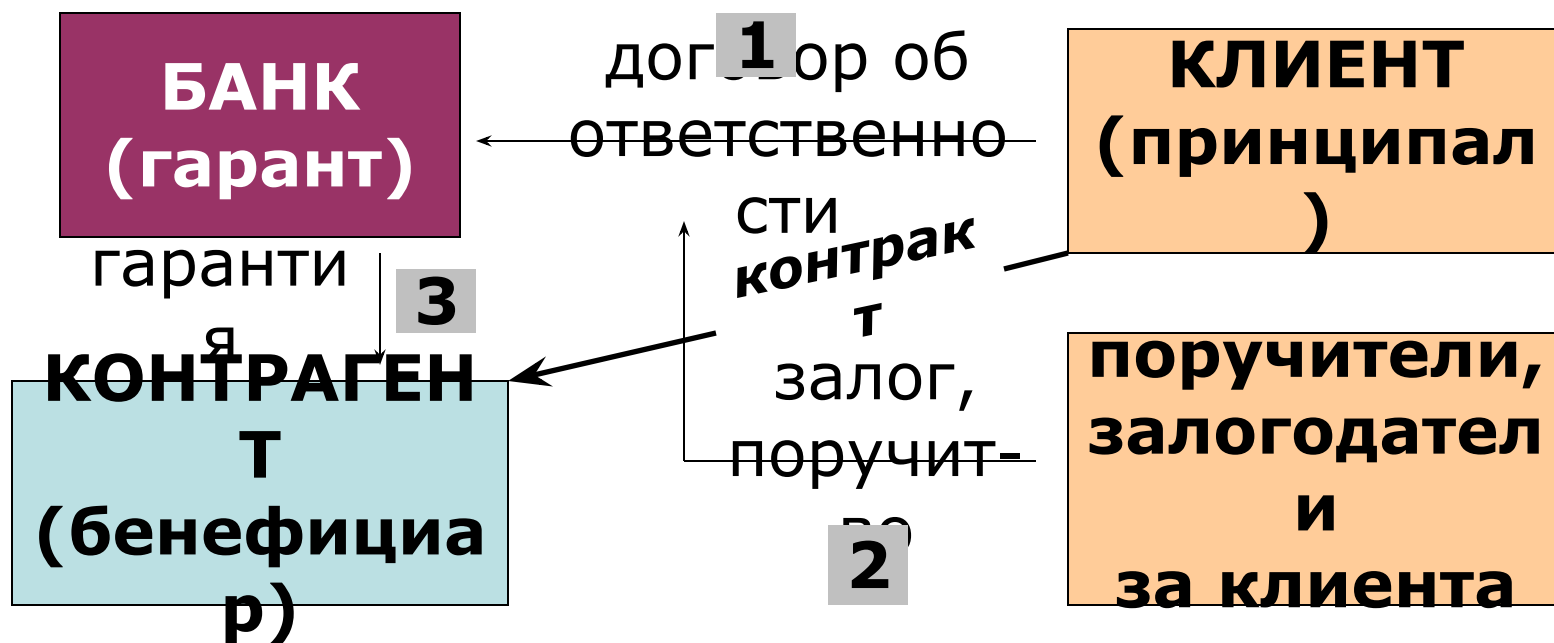 БАНК
(гарант)
1
договор об
ответственно
сти
КЛИЕНТ
(принципал
)
гаранти
я
3
контрак
т
КОНТРАГЕН
Т
(бенефициа
р)
залог,
поручит-
во
2
поручители,
залогодател
и
за клиента